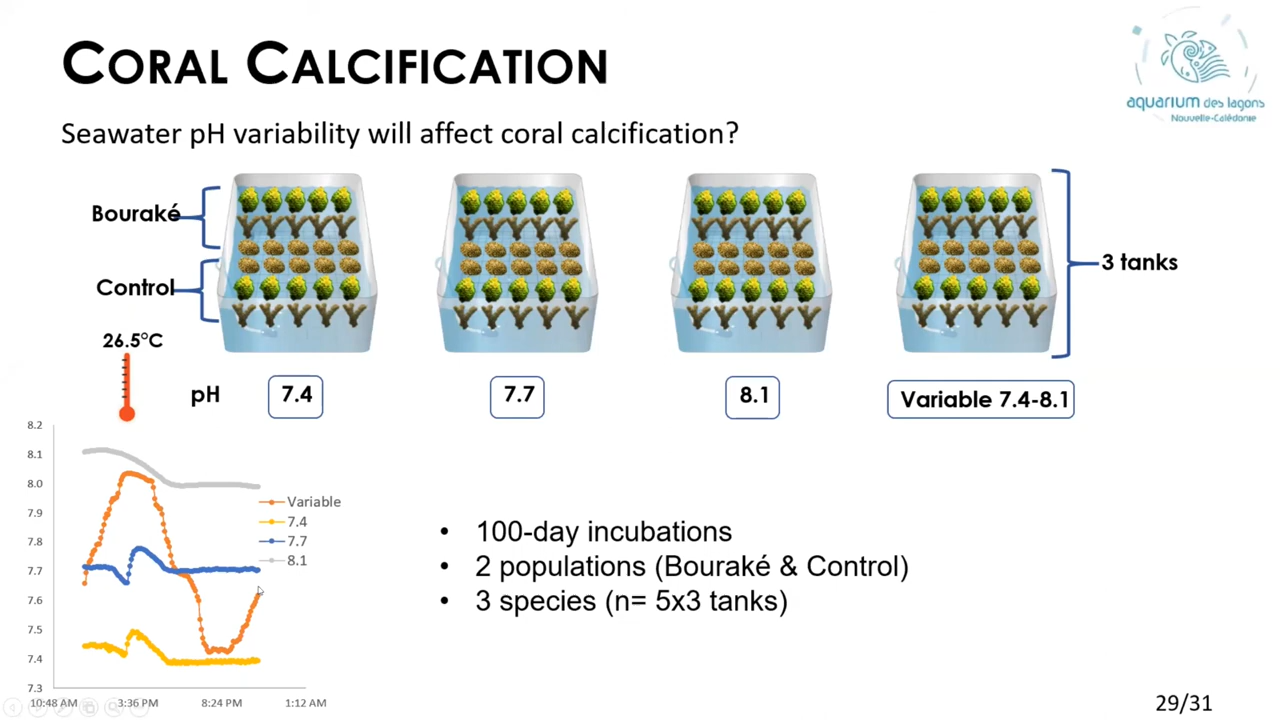 CORAL CALCIFICATION
aquarium des lagons
Nouvelle-Calédonie
Seawater pH variability will affect coral calcification?
Bouraké
Control
3 tanks
26.5°C
pH
7.4
7.7
8.1
Variable 7.4-8.1
8.2
8.1
8.0
7.9
7.8
7.7
7.6
7.5
7.4
7.3
10:48 AM
3:36 PM
8:24 PM
1:12 AM
Variable
7.4
7.7
8.1
• 100-day incubations
• 2 populations (Bouraké & Control)
• 3 species (n= 5x3 tanks)
29/31